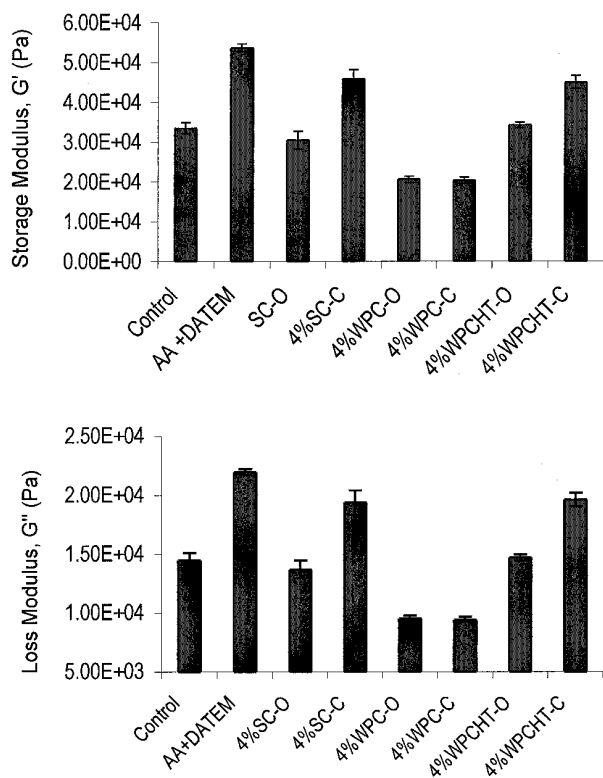 6.00E+04
5.00E+04
4.00E+04
3.00E+04
2.00E+04
1.00E+04
0.00E+00
Storage Modulus, G' (Pa)
Control
AA +DATEM
SC-O
4%SC-C
4%WPC-O
4%WPC-C
4%WPCHT-O
4%WPCHT-C
2.50E+04
2.00E+04
1.50E+04
1.00E+04
5.00E+03
Loss Modulus, G" (Pa)
Control
AA+DATEM
4%SC-O
4%SC-C
4%WPC-O
4%WPC-C
4%WPCHT-O
4%WPCHT-C